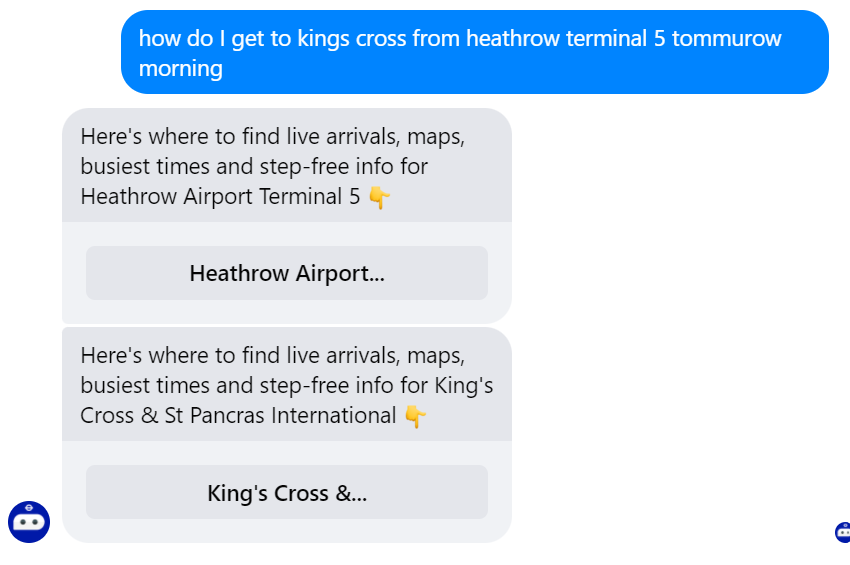 how do I get to kings cross from heathrow terminal 5 tommurow
morning
Here's where to find live arrivals, maps,
busiest times and step-free info for
Heathrow Airport Terminal 5 👇
Heathrow Airport...
Here's where to find live arrivals, maps,
busiest times and step-free info for King's
Cross & St Pancras International 👇
King's Cross &...